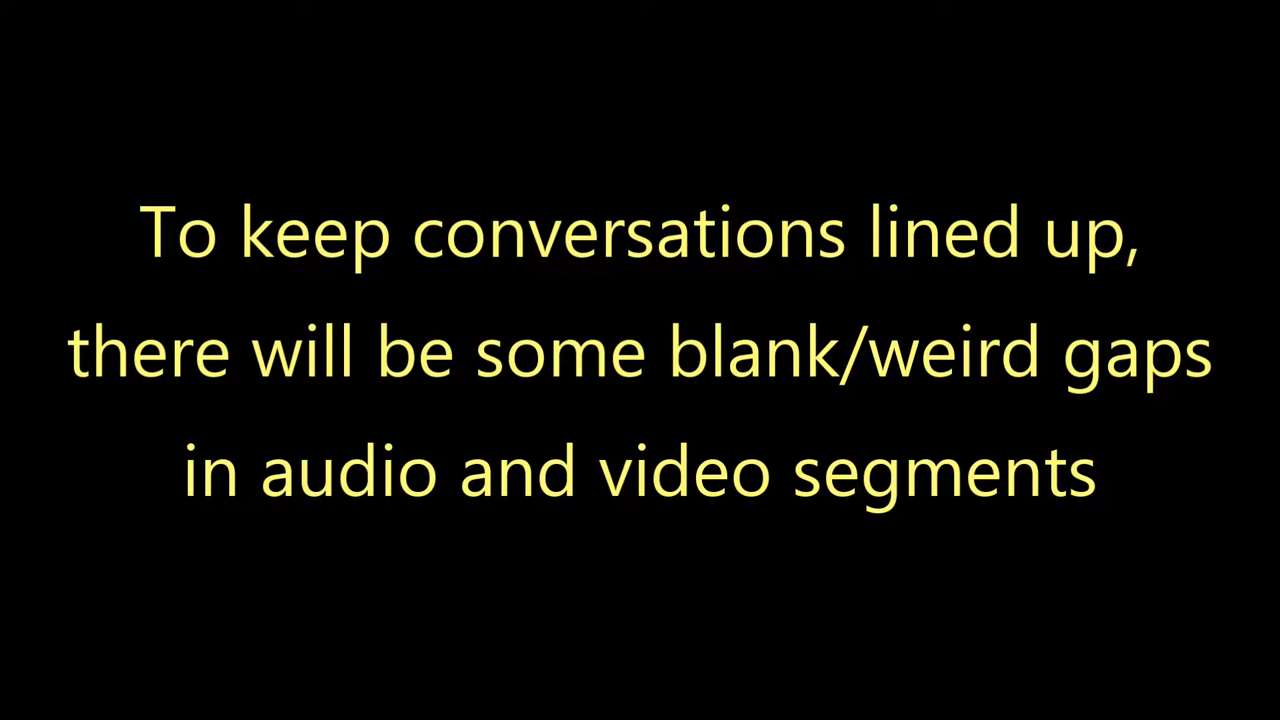 To keep conversations lined up,
there will be some blank/weird gaps
in audio and video segments